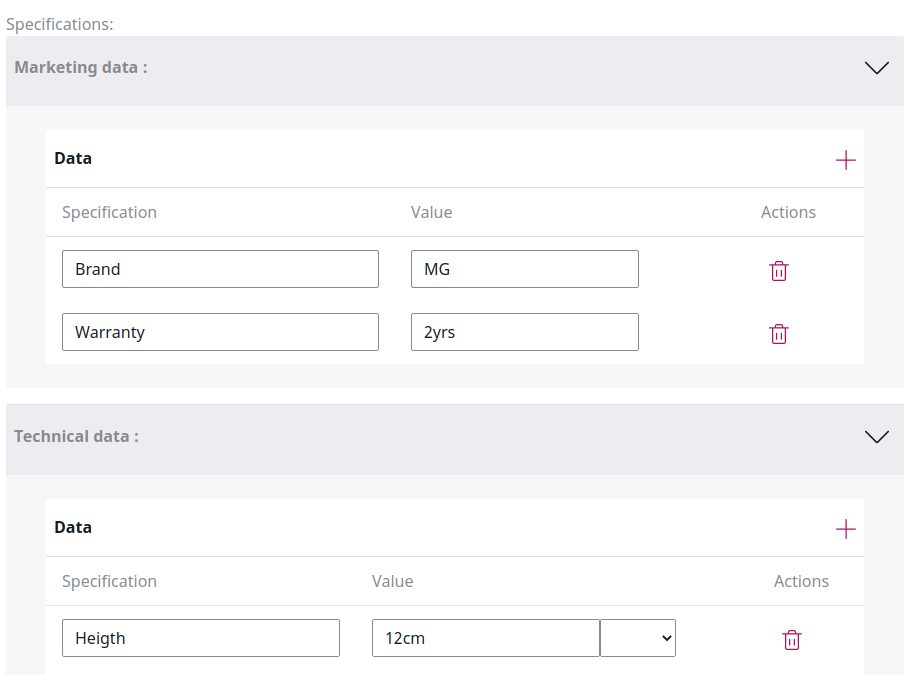 Specifications:
Marketing data :
Data
Specification Value Actions
Brand MG
Warranty 2yrs
Technical data :
Data
Specification Value Actions
Heigth 12cm